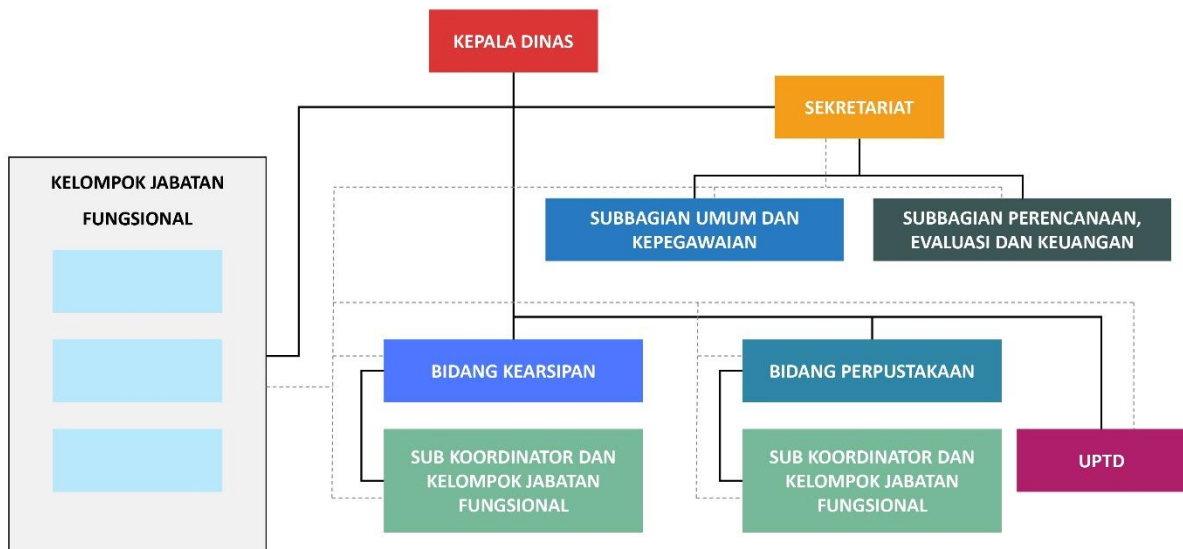 KEPALA DINAS
SEKRETARIAT
KELOMPOK JABATAN
FUNGSIONAL
SUBBAGIAN UMUM DAN
KEPEGAWAIAN
SUBBAGIAN PERENCANAAN,
EVALUASI DAN KEUANGAN
BIDANG KEARSIPAN
BIDANG PERPUSTAKAAN
SUB KOORDINATOR DAN
KELOMPOK JABATAN
FUNGSIONAL
SUB KOORDINATOR DAN
KELOMPOK JABATAN
FUNGSIONAL
UPTD